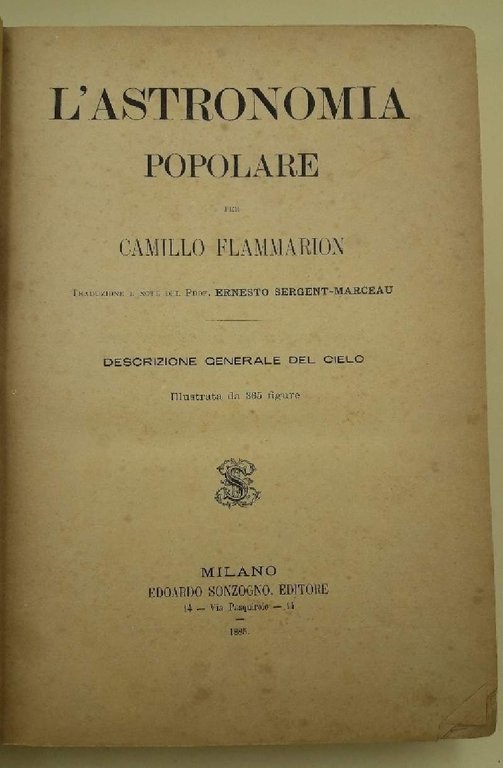 L'ASTRONOMIA
POPOLARE
PER
CAMILLO FLAMMARION
TRADUZIONE E NOTE DEL PROF. ERNESTO SERGENT-MARCEAU
DESCRIZIONE GENERALE DEL CIELO
Illustrata da 365 figure
MILANO
EDOARDO SONZOGNO, EDITORE
14 — Via Pasquirolo — 14
1885.